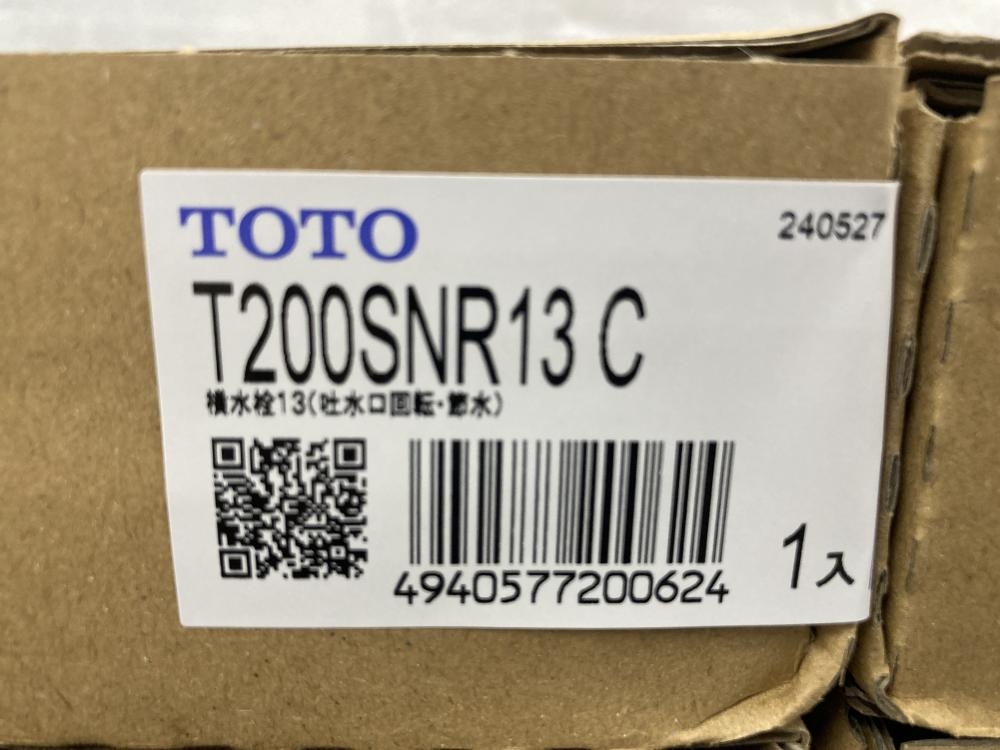 TOTO
240527
T200SNR13 C
横水栓13(吐水口回転・節水)
4940577200624
1入